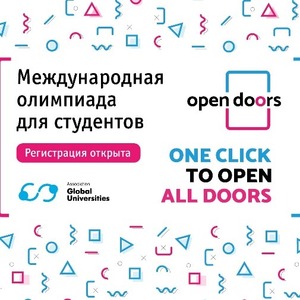 Международная
олимпиада
для студентов
Регистрация открыта
Association
Global
Universities
open doors
ONE CLICK
TO OPEN
ALL DOORS